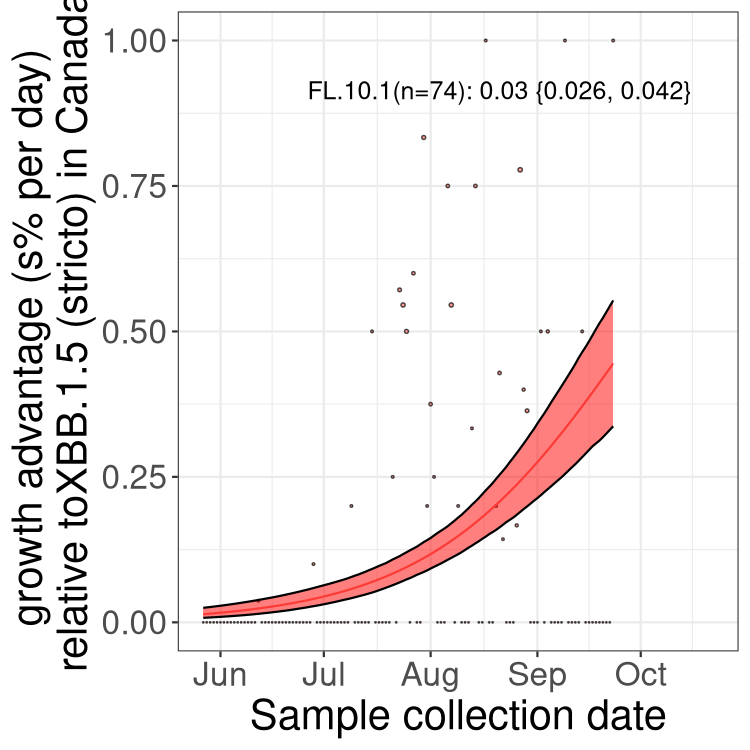 growth advantage (s% per day)
relative toXBB.1.5 (stricto) in Canada
1.00
0.75
0.50
0.25
0.00
FL.10.1(n=74): 0.03 {0.026, 0.042}
Jun Jul Aug Sep Oct
Sample collection date